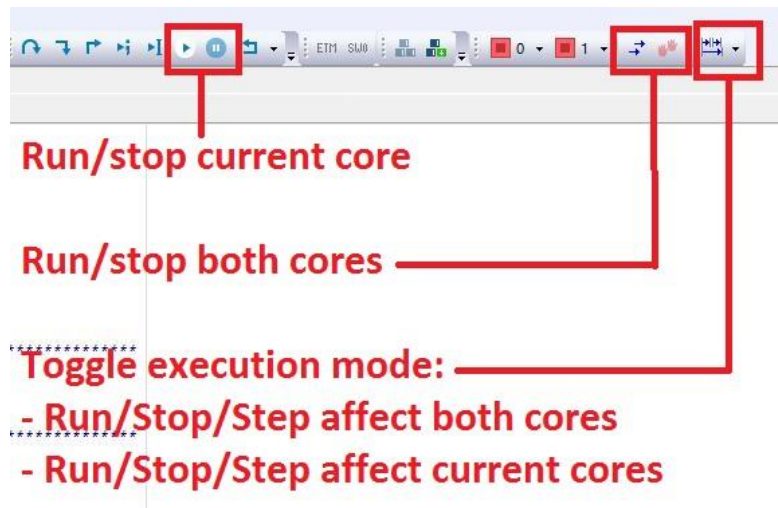 ETM SWO 0 1
Run/stop current core
Run/stop both cores
Toggle execution mode:
- Run/Stop/Step affect both cores
- Run/Stop/Step affect current cores